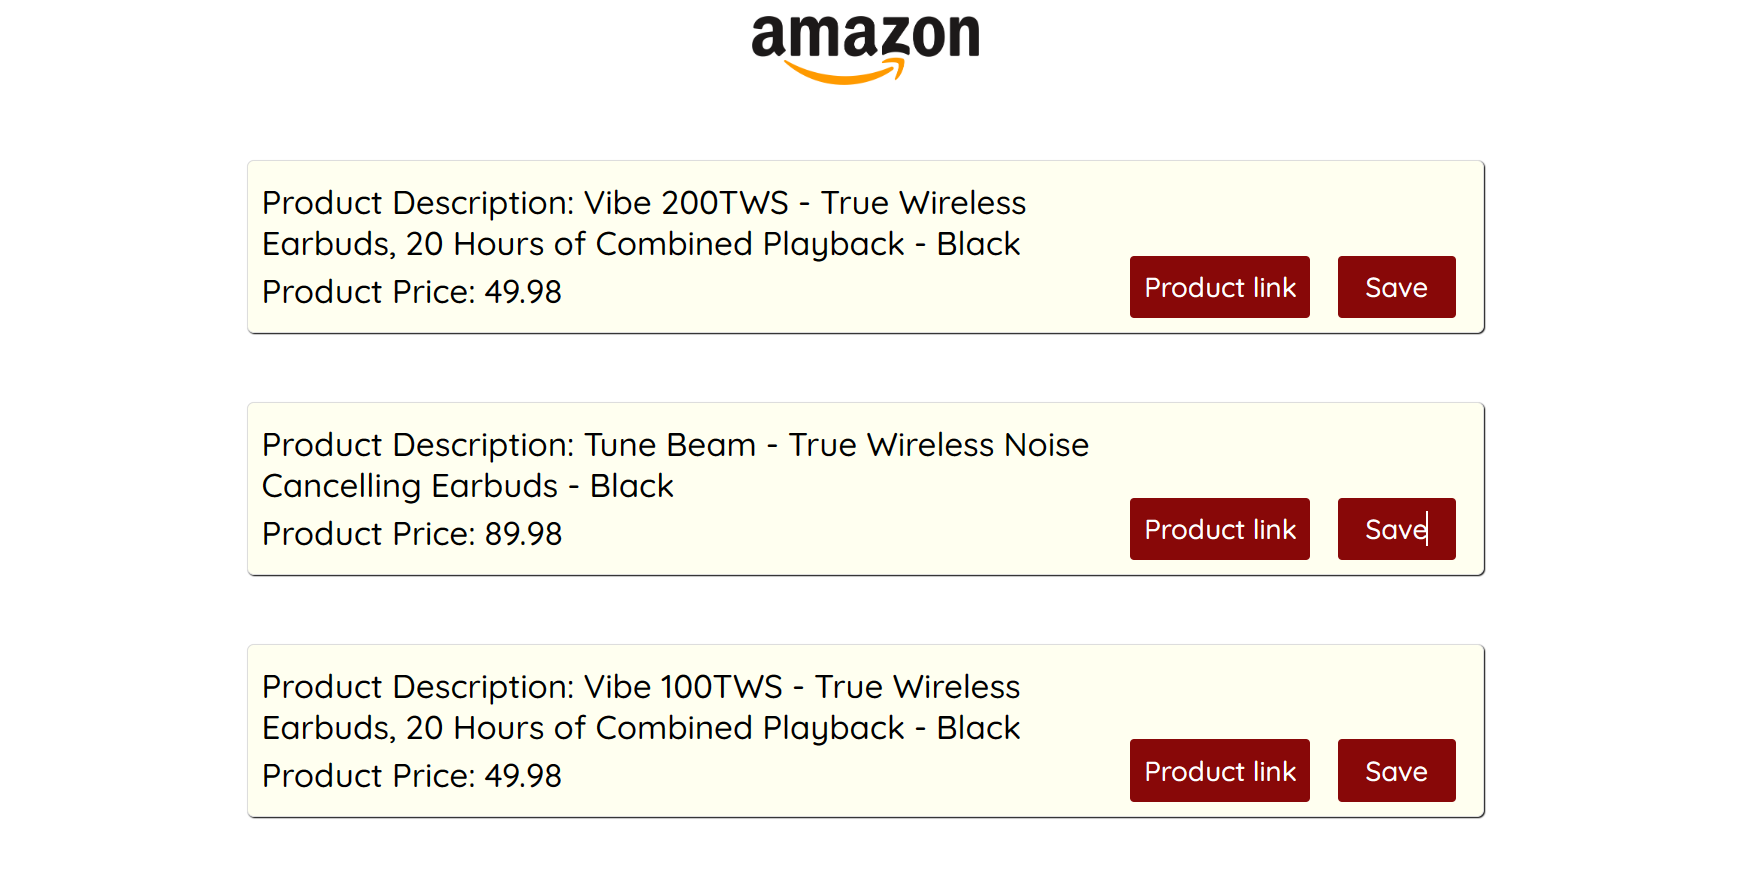 amazon
Product Description: Vibe 200TWS - True Wireless
Earbuds, 20 Hours of Combined Playback - Black
Product Price: 49.98
Product link
Save
Product Description: Tune Beam - True Wireless Noise
Cancelling Earbuds - Black
Product Price: 89.98
Product link
Save
Product Description: Vibe 100TWS - True Wireless
Earbuds, 20 Hours of Combined Playback - Black
Product Price: 49.98
Product link
Save